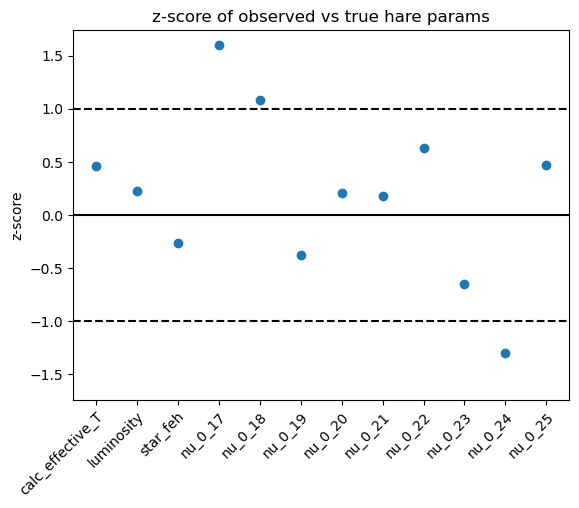 z-score of observed vs true hare params
z-score
1.5
1.0
0.5
0.0
−0.5
−1.0
−1.5
calc_effective_T
luminosity
star_feh
nu_0_17
nu_0_18
nu_0_19
nu_0_20
nu_0_21
nu_0_22
nu_0_23
nu_0_24
nu_0_25